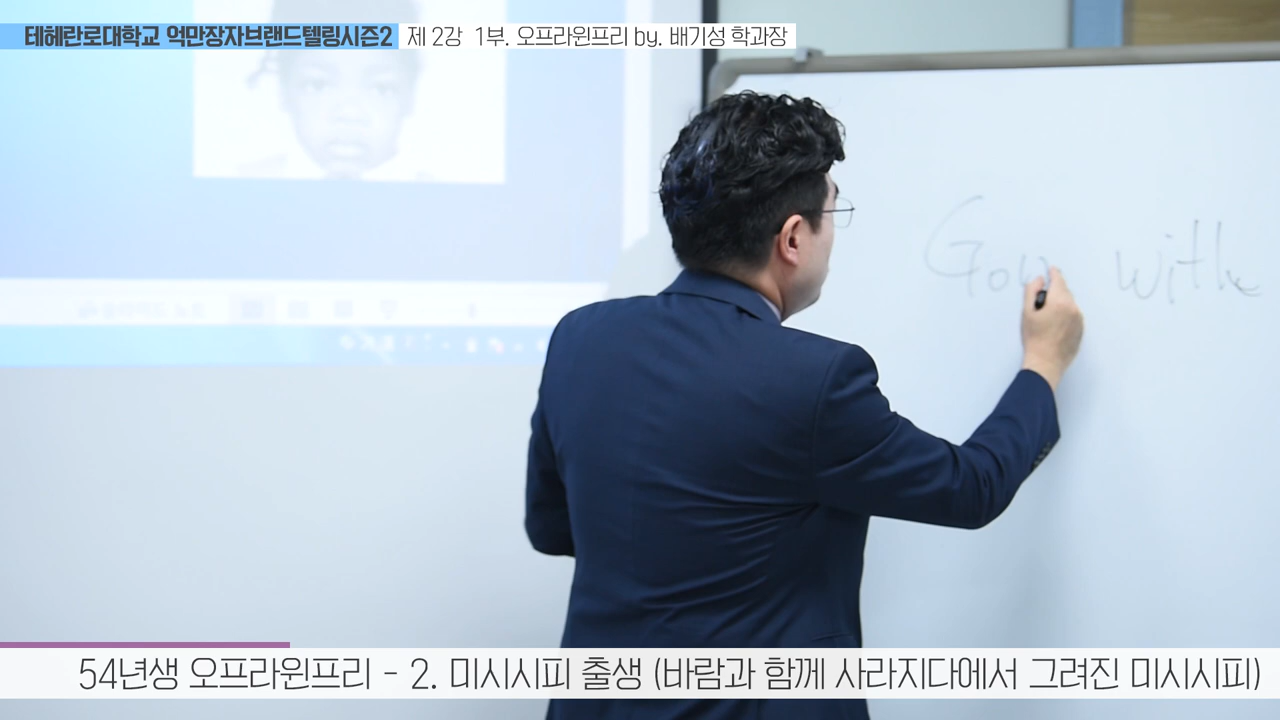 테헤란로대학교 억만장자브랜드텔링시즌2 제 2강 1부. 오프라윈프리 by. 배기성 학과장
Gon with
54년생 오프라윈프리 - 2. 미시시피 출생 (바람과 함께 사라지다에서 그려진 미시시피)